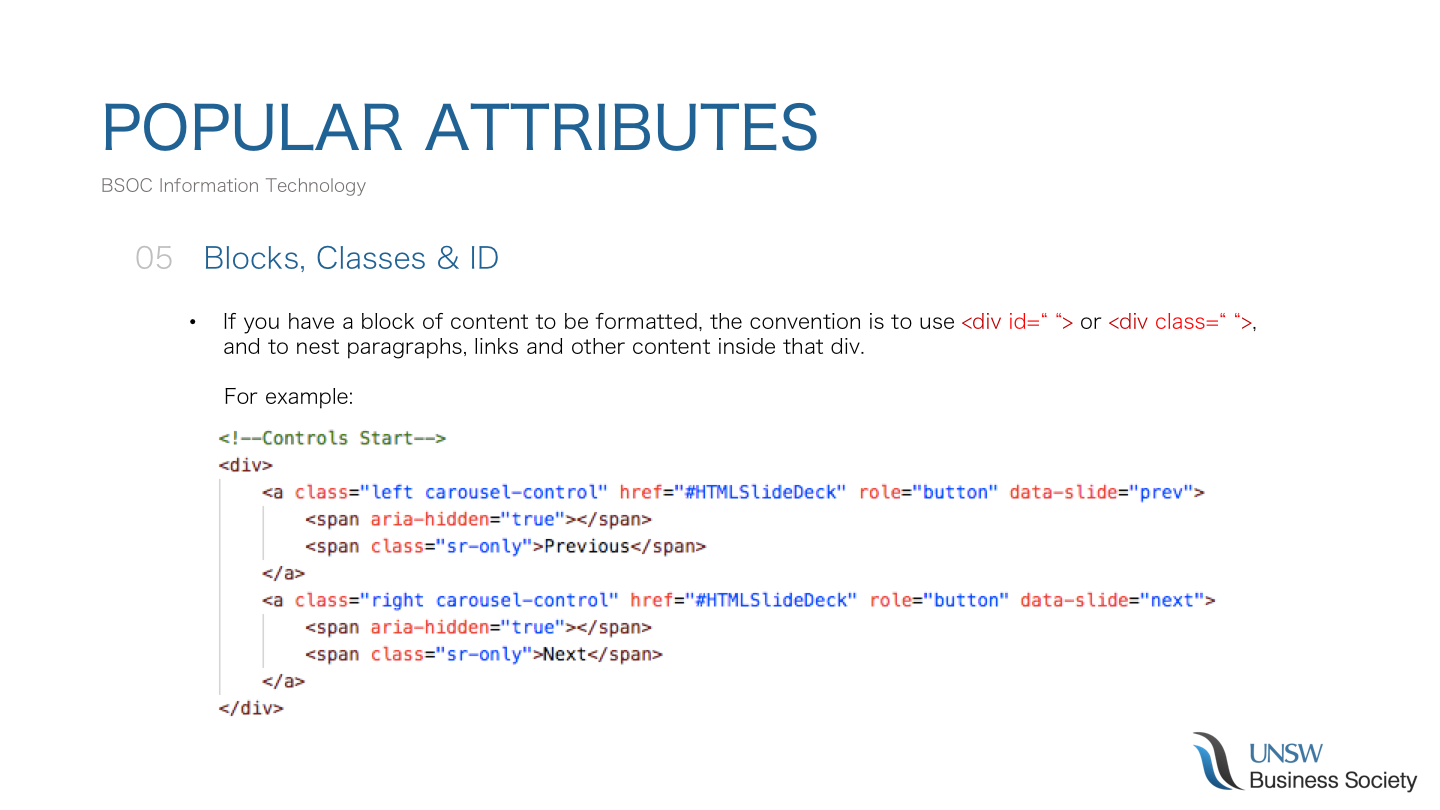 POPULAR ATTRIBUTES
BSOC Information Technology
05 Blocks, Classes & ID
• If you have a block of content to be formatted, the convention is to use <div id=“ “> or <div class=“ “>,
and to nest paragraphs, links and other content inside that div.
For example:
<!--Controls Start-->
<div>
    <a class="left carousel-control" href="#HTMLSlideDeck" role="button" data-slide="prev">
        <span aria-hidden="true"></span>
        <span class="sr-only">Previous</span>
    </a>
    <a class="right carousel-control" href="#HTMLSlideDeck" role="button" data-slide="next">
        <span aria-hidden="true"></span>
        <span class="sr-only">Next</span>
    </a>
</div>
UNSW
Business Society